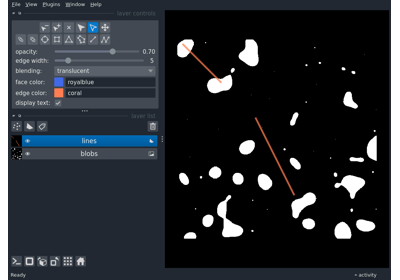 File View Plugins Window Help
layer controls
opacity: 0.70
edge width: 5
blending: translucent
face color: royalblue
edge color: coral
display text:
layer list
lines
blobs
Ready
activity